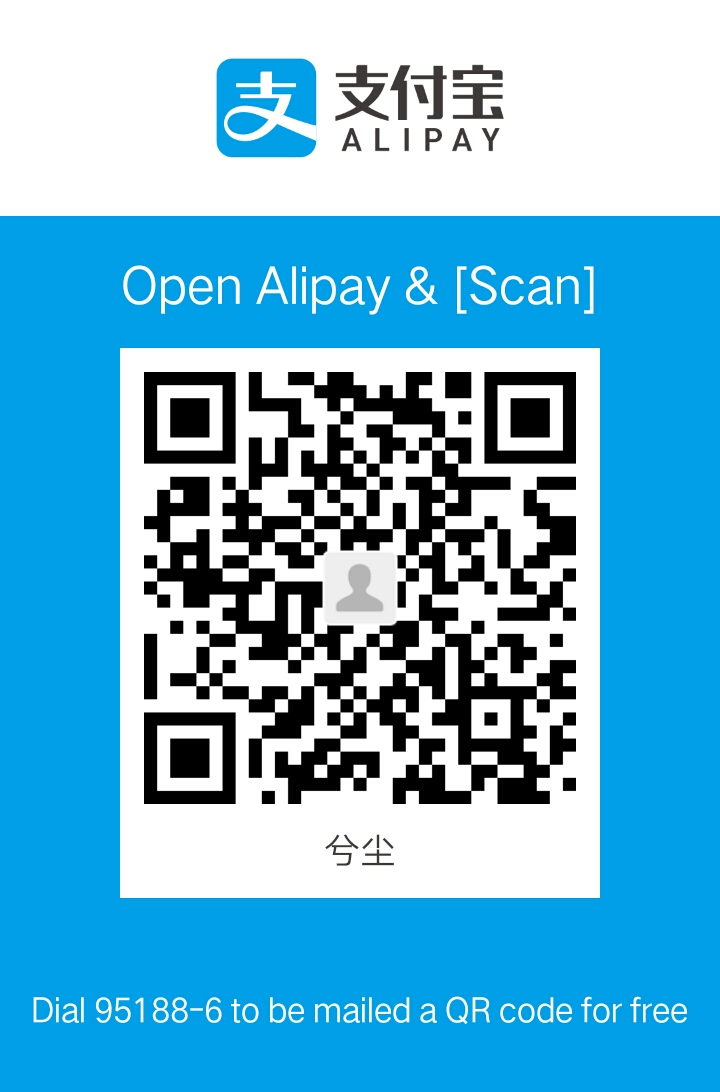 支 支付宝
ALIPAY
Open Alipay & [Scan]
兮尘
Dial 95188-6 to be mailed a QR code for free